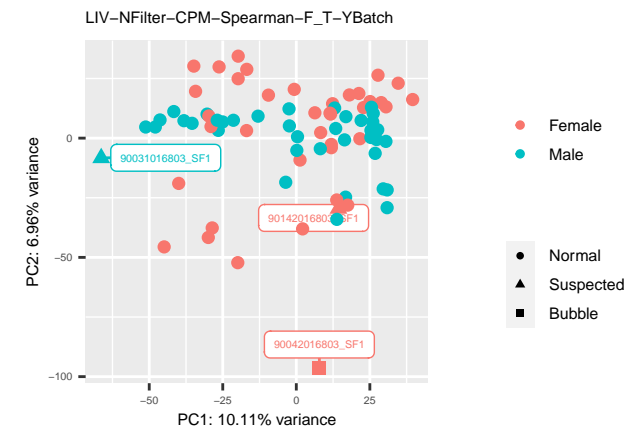 LIV−NFilter−CPM−Spearman−F_T−YBatch
PC2: 6.96% variance
0
−50
−100
90031016803_SF1
90142016803_SF1
90042016803_SF1
−50
−25
0
25
PC1: 10.11% variance
Female
Male
Normal
Suspected
Bubble